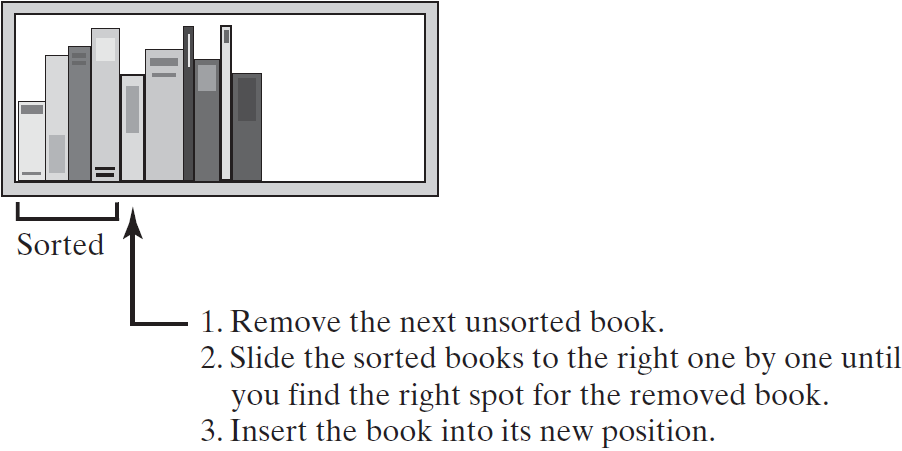 Sorted
1. Remove the next unsorted book.
2. Slide the sorted books to the right one by one until
you find the right spot for the removed book.
3. Insert the book into its new position.